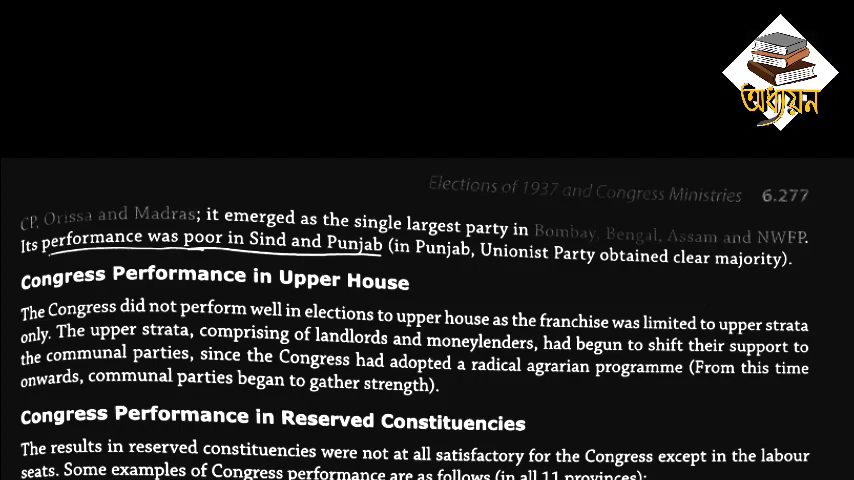 অধ্যয়ন
Elections of 1937 and Congress Ministries 6.277
CP, Orissa and Madras; it emerged as the single largest party in Bombay, Bengal, Assam and NWFP.
Its performance was poor in Sind and Punjab (in Punjab, Unionist Party obtained clear majority).
Congress Performance in Upper House
The Congress did not perform well in elections to upper house as the franchise was limited to upper strata
only. The upper strata, comprising of landlords and moneylenders, had begun to shift their support to
the communal parties, since the Congress had adopted a radical agrarian programme (From this time
onwards, communal parties began to gather strength).
Congress Performance in Reserved Constituencies
The results in reserved constituencies were not at all satisfactory for the Congress except in the labour
seats. Some examples of Congress performance are as follows (in all 11 provinces):